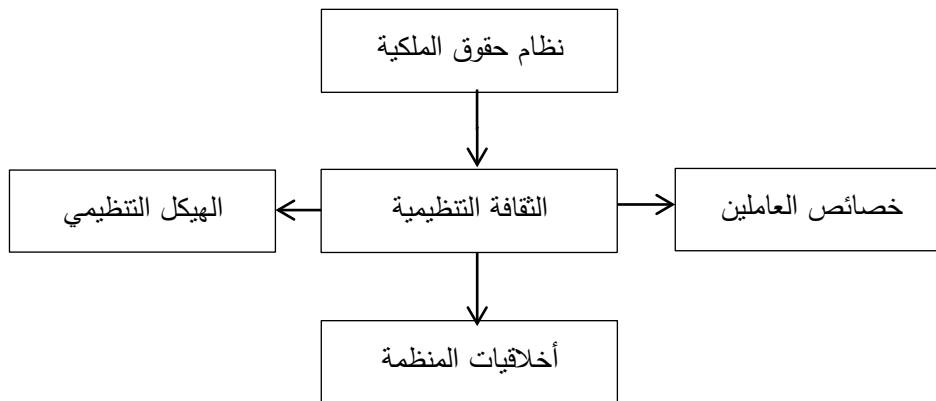 نظام حقوق الملكية
خصائص العاملين
الثقافة التنظيمية
الهيكل التنظيمي
أخلاقيات المنظمة